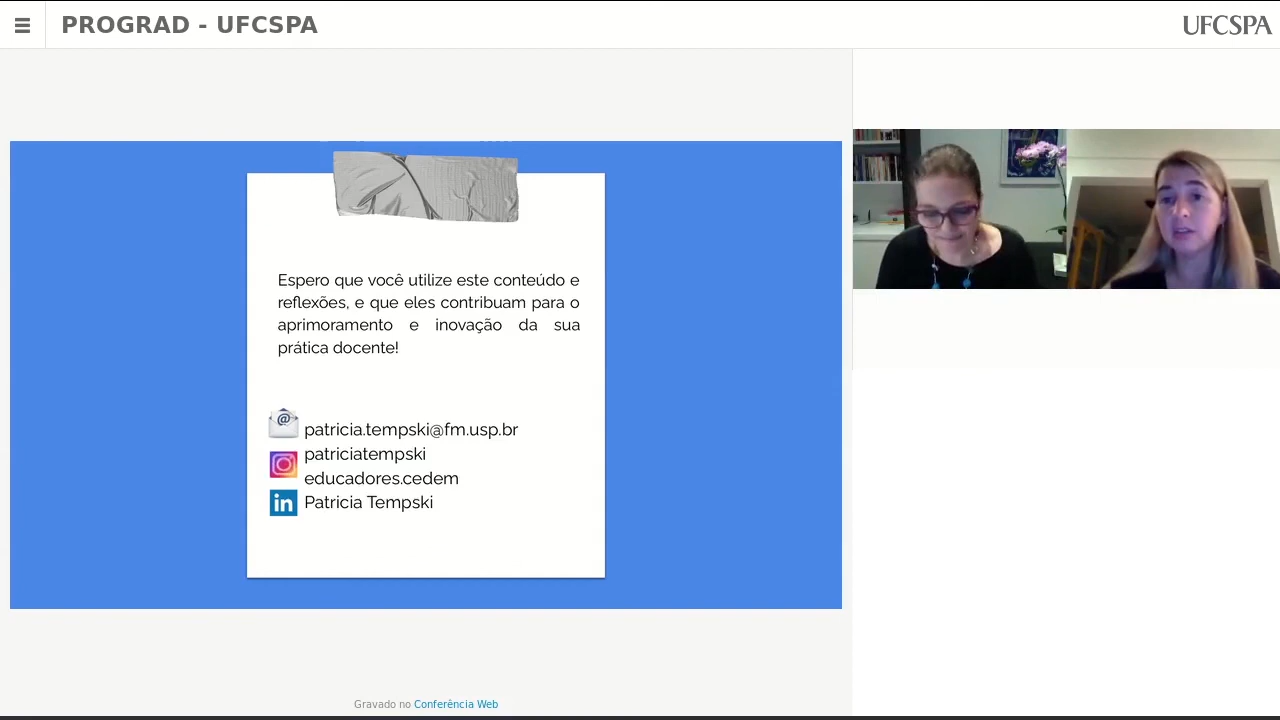 PROGRAD - UFCSPA
UFCSPA
Espero que você utilize este conteúdo e
reflexões, e que eles contribuam para o
aprimoramento e inovação da sua
prática docente!
@
patricia.tempski@fm.usp.br
patriciatempski
educadores.cedem
in
Patricia Tempski
Gravado no Conferência Web